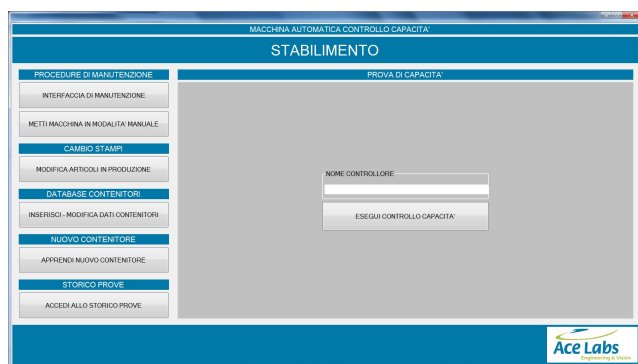 MACCHINA AUTOMATICA CONTROLLO CAPACITA'
STABILIMENTO
PROCEDURE DI MANUTENZIONE
INTERFACCIA DI MANUTENZIONE
METTI MACCHINA IN MODALITA' MANUALE
CAMBIO STAMPI
MODIFICA ARTICOLI IN PRODUZIONE
DATABASE CONTENITORI
INSERISCI - MODIFICA DATI CONTENITORI
NUOVO CONTENITORE
APPRENDI NUOVO CONTENITORE
STORICO PROVE
ACCEDI ALLO STORICO PROVE
PROVA DI CAPACITA'
NOME CONTROLLORE
ESEGUI CONTROLLO CAPACITA'
Ace Labs
Engineering & Vision